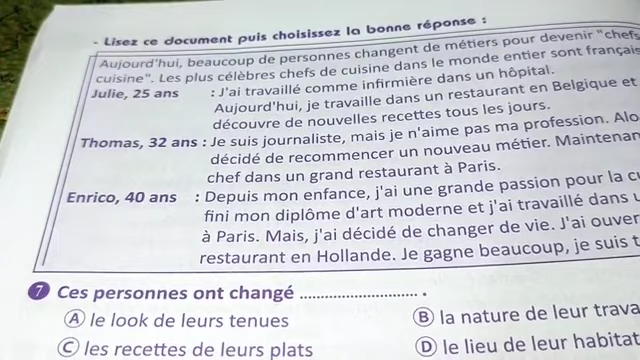 - Lisez ce document puis choisissez la bonne réponse :
Aujourd'hui, beaucoup de personnes changent de métiers pour devenir "chefs
cuisine". Les plus célèbres chefs de cuisine dans le monde entier sont français
Julie, 25 ans : J'ai travaillé comme infirmière dans un hôpital.
Aujourd'hui, je travaille dans un restaurant en Belgique et
découvre de nouvelles recettes tous les jours.
Thomas, 32 ans : Je suis journaliste, mais je n'aime pas ma profession. Alo
décidé de recommencer un nouveau métier. Maintenan
chef dans un grand restaurant à Paris.
Enrico, 40 ans : Depuis mon enfance, j'ai une grande passion pour la cu
fini mon diplôme d'art moderne et j'ai travaillé dans u
à Paris. Mais, j'ai décidé de changer de vie. J'ai ouver
restaurant en Hollande. Je gagne beaucoup, je suis t
7 Ces personnes ont changé .............................. .
A le look de leurs tenues
B la nature de leur trava
C les recettes de leurs plats
D le lieu de leur habitat